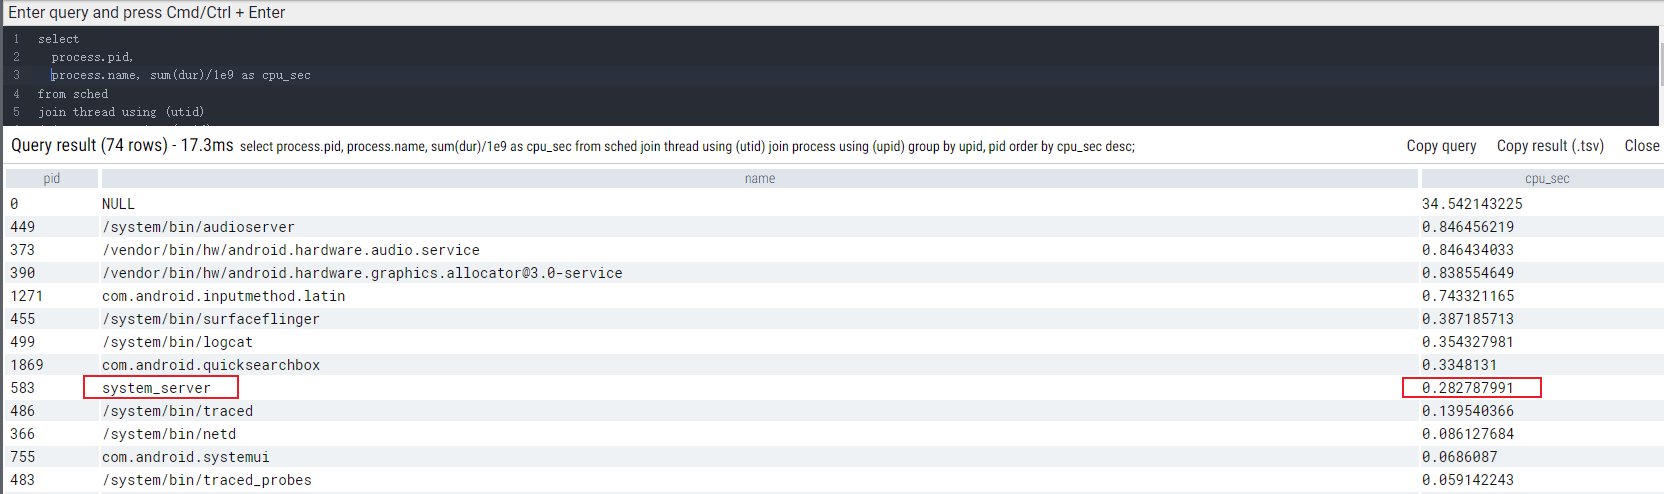 Enter query and press Cmd/Ctrl + Enter
1 select
2 process.pid,
3 process.name, sum(dur)/1e9 as cpu_sec
4 from sched
5 join thread using (utid)
Query result (74 rows) - 17.3ms select process.pid, process.name, sum(dur)/1e9 as cpu_sec from sched join thread using (utid) join process using (upid) group by upid, pid order by cpu_sec desc; Copy query Copy result (.tsv) Close
pid name cpu_sec
0 NULL 34.542143225
449 /system/bin/audioserver 0.846456219
373 /vendor/bin/hw/android.hardware.audio.service 0.846434033
390 /vendor/bin/hw/android.hardware.graphics.allocator@3.0-service 0.838554649
1271 com.android.inputmethod.latin 0.743321165
455 /system/bin/surfaceflinger 0.387185713
499 /system/bin/logcat 0.354327981
1869 com.android.quicksearchbox 0.3348131
583 system_server 0.282787991
486 /system/bin/traced 0.139540366
366 /system/bin/netd 0.086127684
755 com.android.systemui 0.0686087
483 /system/bin/traced_probes 0.059142243